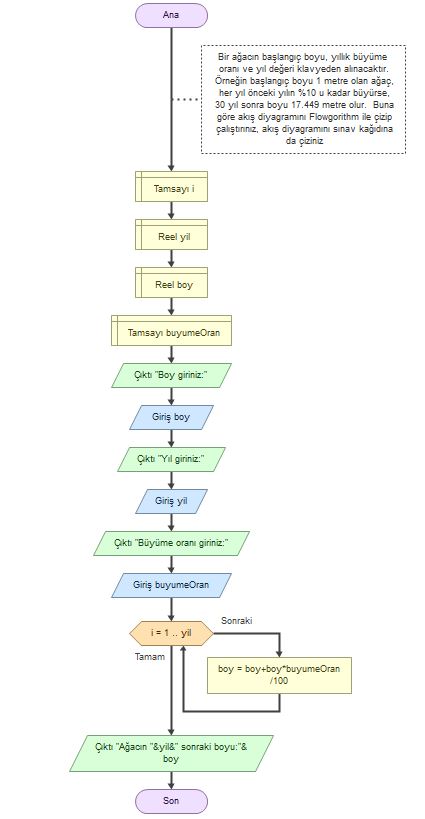 Ana
Bir ağacın başlangıç boyu, yıllık büyüme
oranı ve yıl değeri klavyeden alınacaktır.
Örneğin başlangıç boyu 1 metre olan ağaç,
her yıl önceki yılın %10 u kadar büyürse,
30 yıl sonra boyu 17.449 metre olur. Buna
göre akış diyagramını Flowgorithm ile çizip
çalıştırınız, akış diyagramını sınav kağıdına
da çiziniz
Tamsayı i
Reel yil
Reel boy
Tamsayı buyumeOran
Çıktı "Boy giriniz:"
Giriş boy
Çıktı "Yıl giriniz:"
Giriş yil
Çıktı "Büyüme oranı giriniz:"
Giriş buyumeOran
i = 1 .. yil
Sonraki
Tamam
boy = boy+boy*buyumeOran
/100
Çıktı "Ağacın "&yil&" sonraki boyu:"&
boy
Son